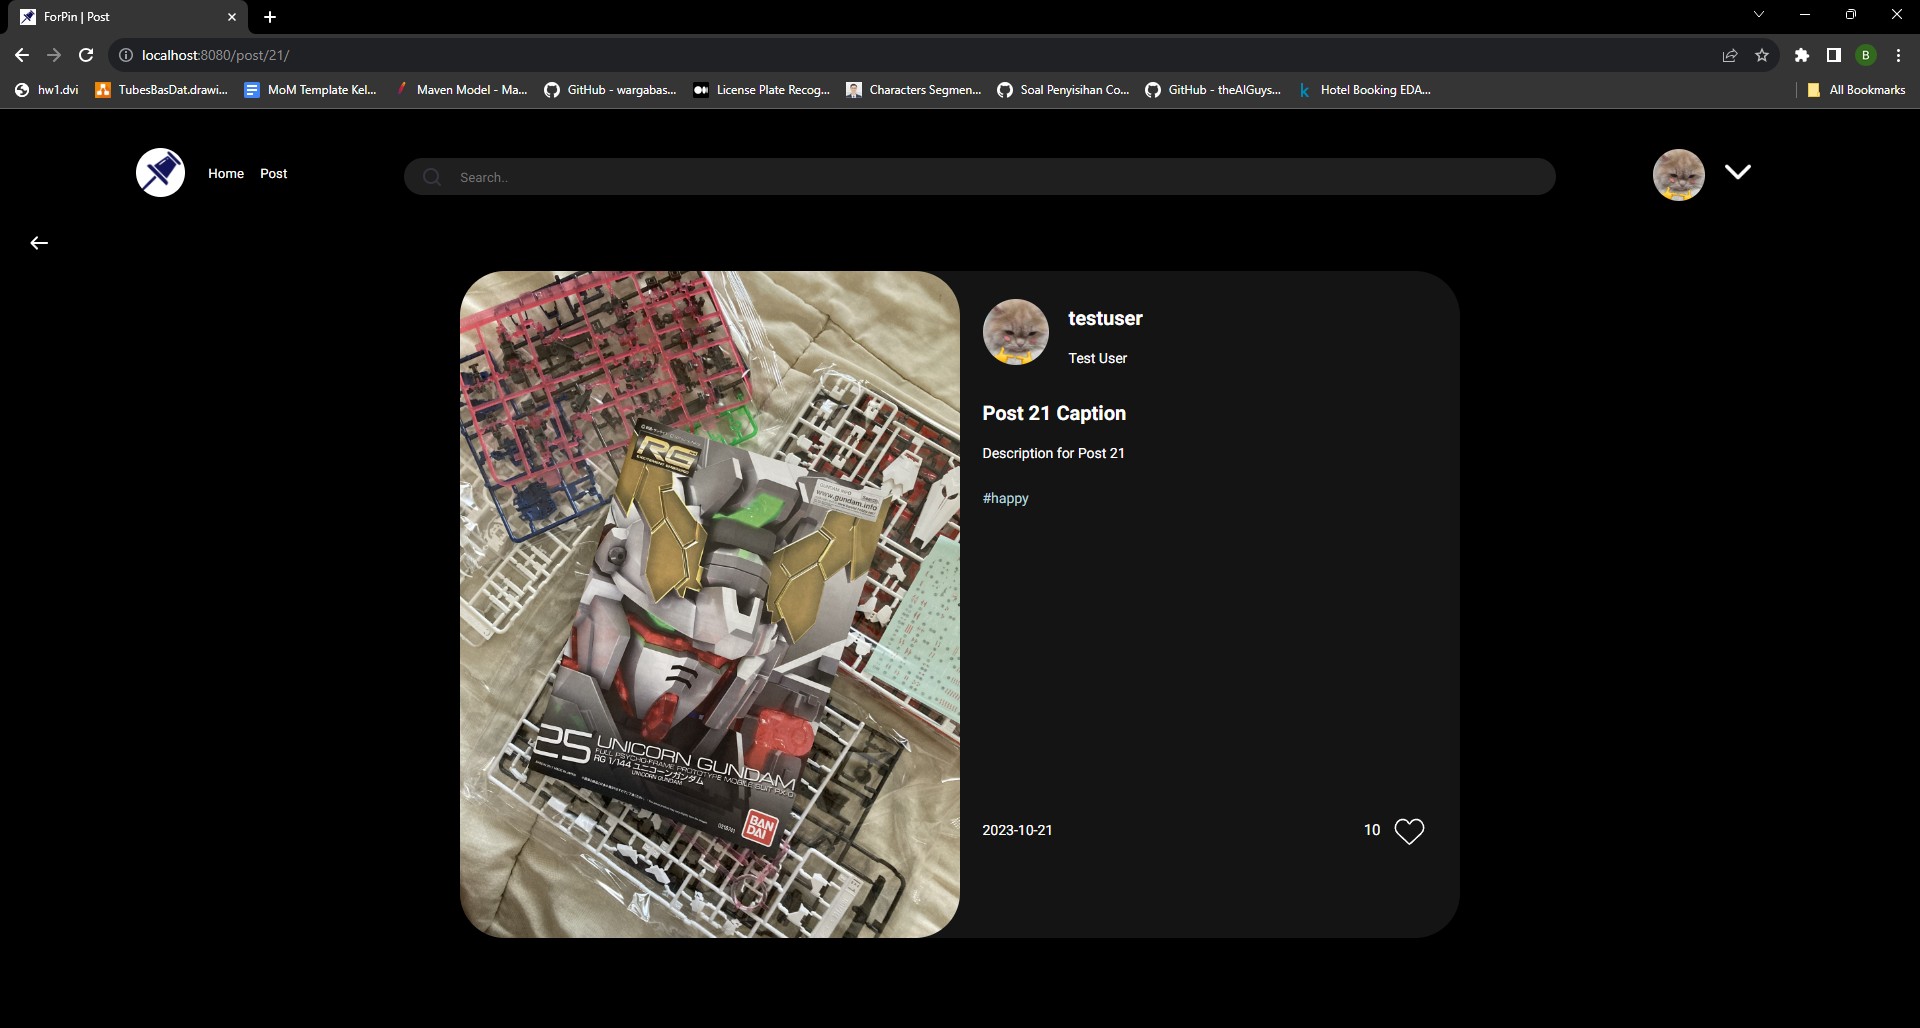 ForPin | Post
localhost:8080/post/21/
B
hw1.dvi
TubesBasDat.drawi...
MoM Template Kel...
Maven Model - Ma...
GitHub - wargabas...
License Plate Recog...
Characters Segmen...
Soal Penyisihan Co...
GitHub - theAIGuys...
k
Hotel Booking EDA...
All Bookmarks
Home
Post
Search..
testuser
Test User
Post 21 Caption
Description for Post 21
#happy
2023-10-21
10
RG
www.gundam.info
25
UNICORN GUNDAM
FULL PSYCHO-FRAME PROTOTYPE MOBILE SUIT RX-0
RG 1/144 ユニコーンガンダム
UNICORN GUNDAM
BAN
DAI